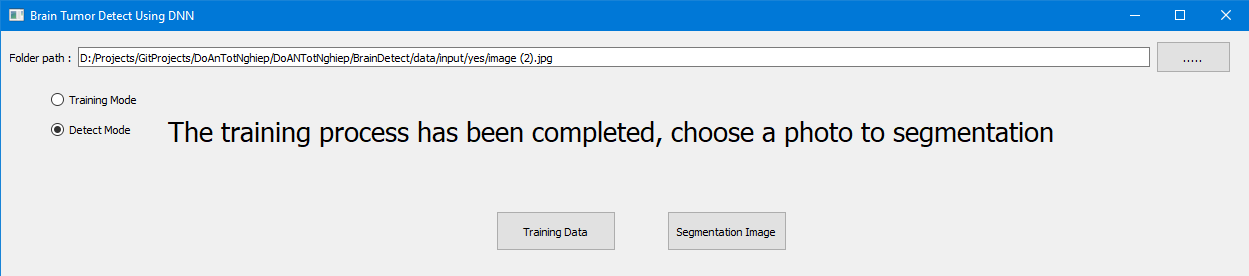 Brain Tumor Detect Using DNN
Folder path : D:/Projects/GitProjects/DoAnTotNghiep/DoANTotNghiep/BrainDetect/data/input/yes/image (2).jpg .....
Training Mode
Detect Mode
The training process has been completed, choose a photo to segmentation
Training Data Segmentation Image